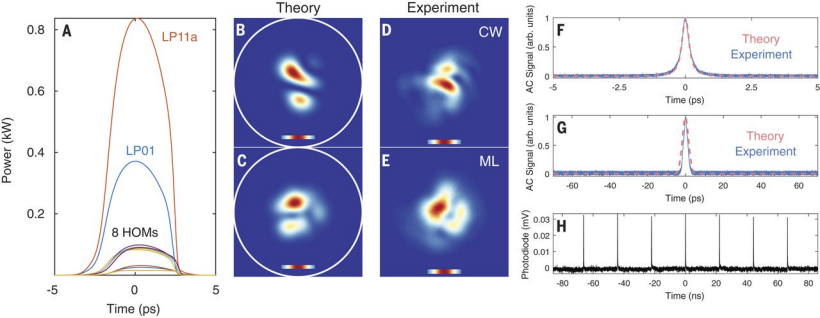 Theory
Experiment
A
LP11a
LP01
8 HOMs
0.8
0.6
0.4
0.2
Power (kW)
-5
0
5
Time (ps)
B
C
D
CW
E
ML
F
AC Signal (arb. units)
1
0.5
0
Theory
Experiment
-5
-2.5
0
2.5
5
Time (ps)
G
AC Signal (arb. units)
1
0.5
0
Theory
Experiment
-60
-40
-20
0
20
40
60
Time (ps)
H
Photodiode (mV)
0.03
0.02
0.01
0
-80
-60
-40
-20
0
20
40
60
80
Time (ns)